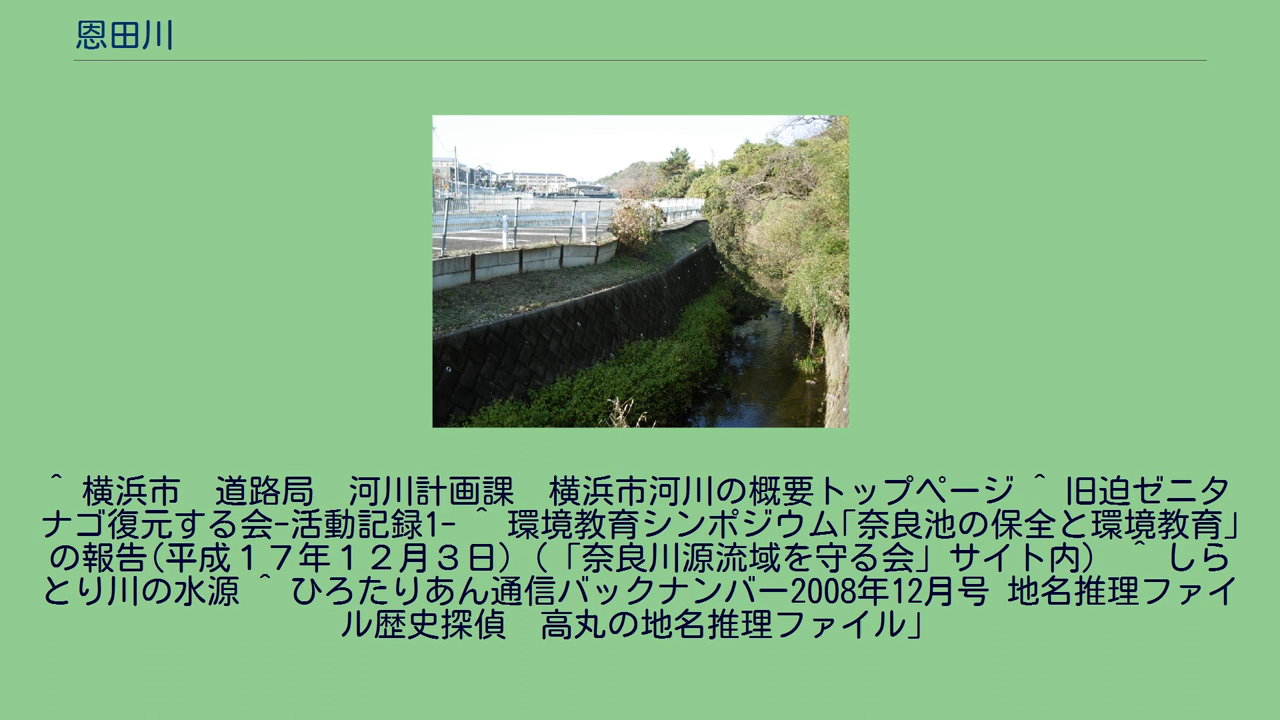 恩田川
^ 横浜市　道路局　河川計画課　横浜市河川の概要トップページ ^ 旧迫ゼニタ
ナゴ復元する会-活動記録1- ^ 環境教育シンポジウム｢奈良池の保全と環境教育｣
の報告(平成１７年１２月３日)（「奈良川源流域を守る会」サイト内） ^ しら
とり川の水源 ^ ひろたりあん通信バックナンバー2008年12月号 地名推理ファイ
ル歴史探偵　高丸の地名推理ファイル」